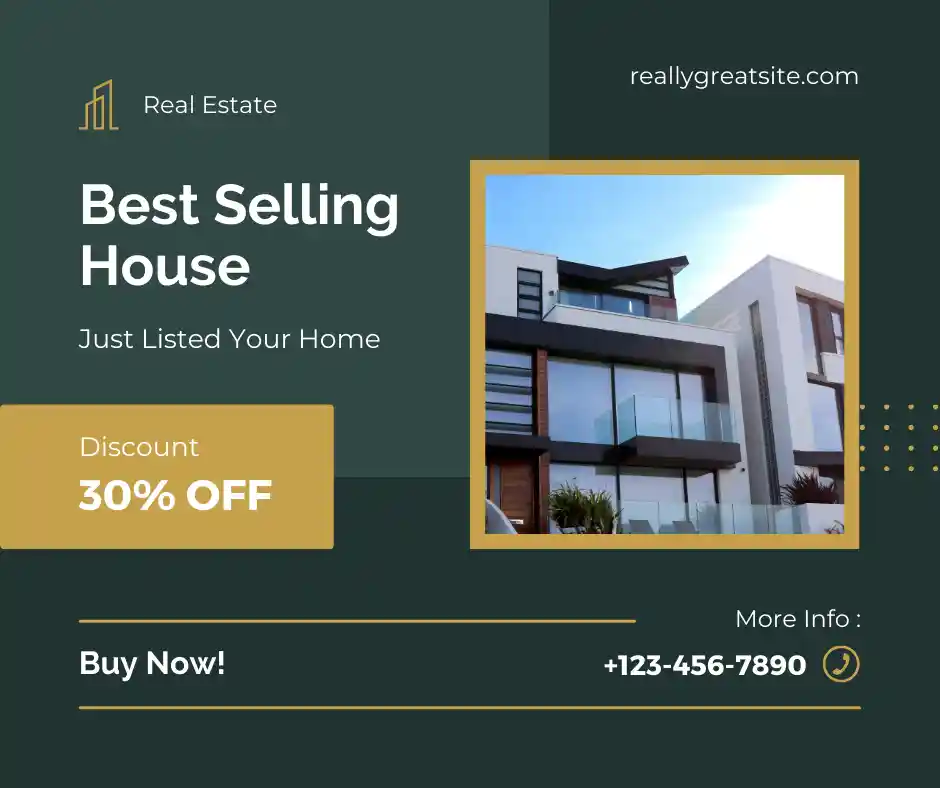 reallygreatsite.com
Real Estate
Best Selling
House
Just Listed Your Home
Discount
30% OFF
More Info :
Buy Now!
+123-456-7890